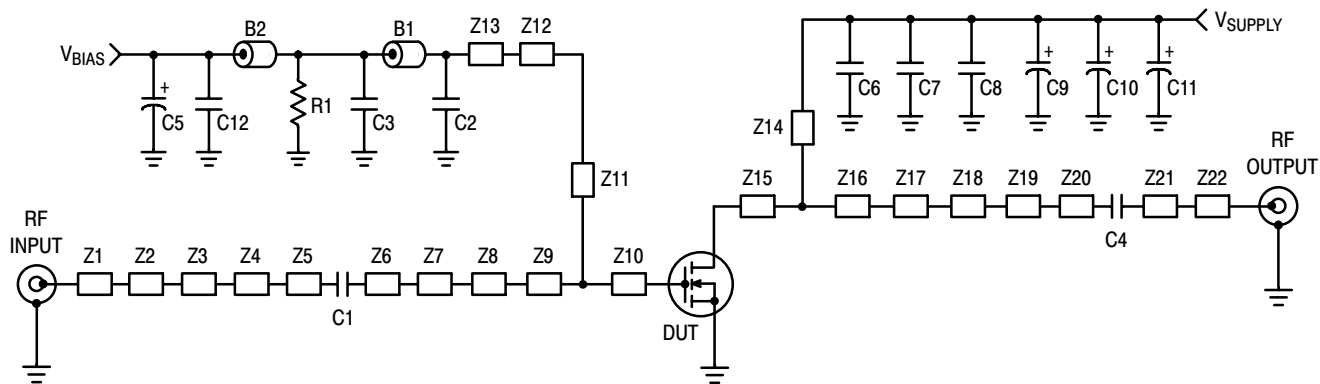 B2 B1 Z13 Z12 V_SUPPLY
V_BIAS
+ C5 C12 R1 C3 C2
C6 C7 C8 + C9 + C10 + C11
Z14
Z11
RF OUTPUT
Z15 Z16 Z17 Z18 Z19 Z20 C4 Z21 Z22
RF INPUT
Z1 Z2 Z3 Z4 Z5 C1 Z6 Z7 Z8 Z9 Z10
DUT